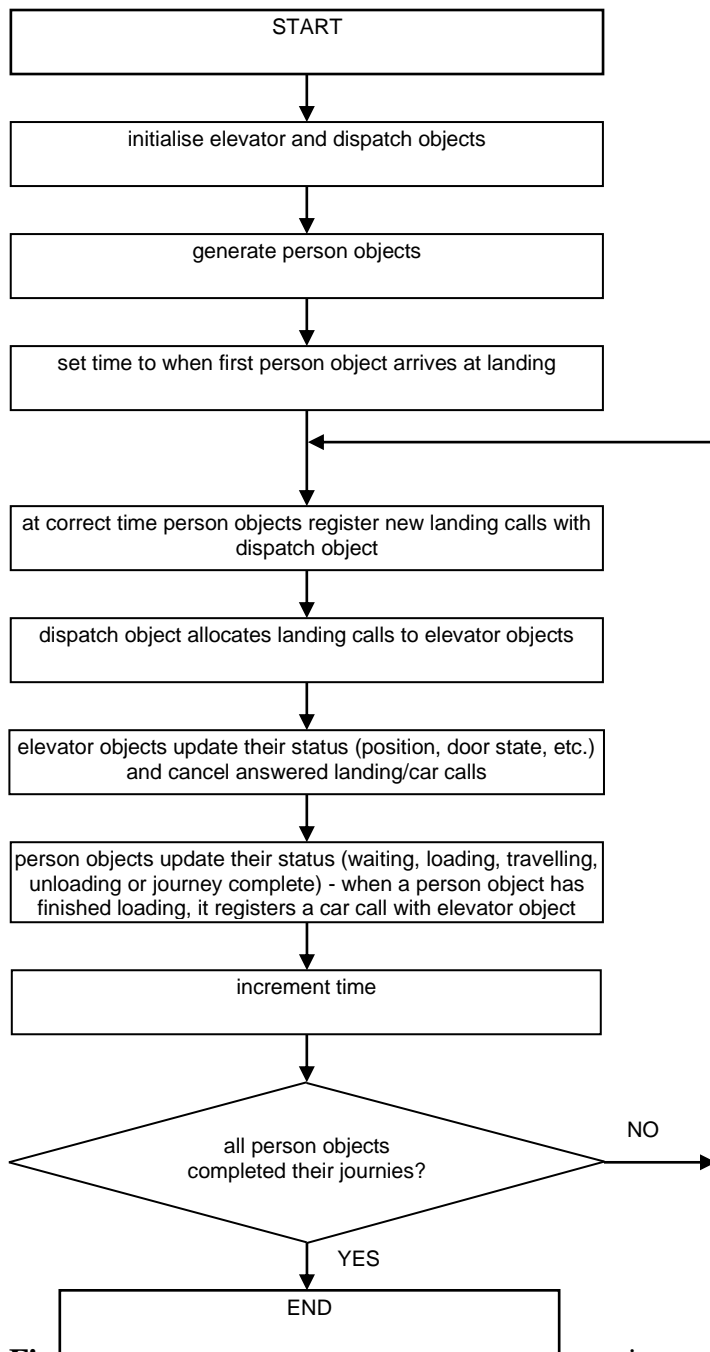 START
initialise elevator and dispatch objects
generate person objects
set time to when first person object arrives at landing
at correct time person objects register new landing calls with
dispatch object
dispatch object allocates landing calls to elevator objects
elevator objects update their status (position, door state, etc.)
and cancel answered landing/car calls
person objects update their status (waiting, loading, travelling,
unloading or journey complete) - when a person object has
finished loading, it registers a car call with elevator object
increment time
all person objects
completed their journies?
NO
YES
END